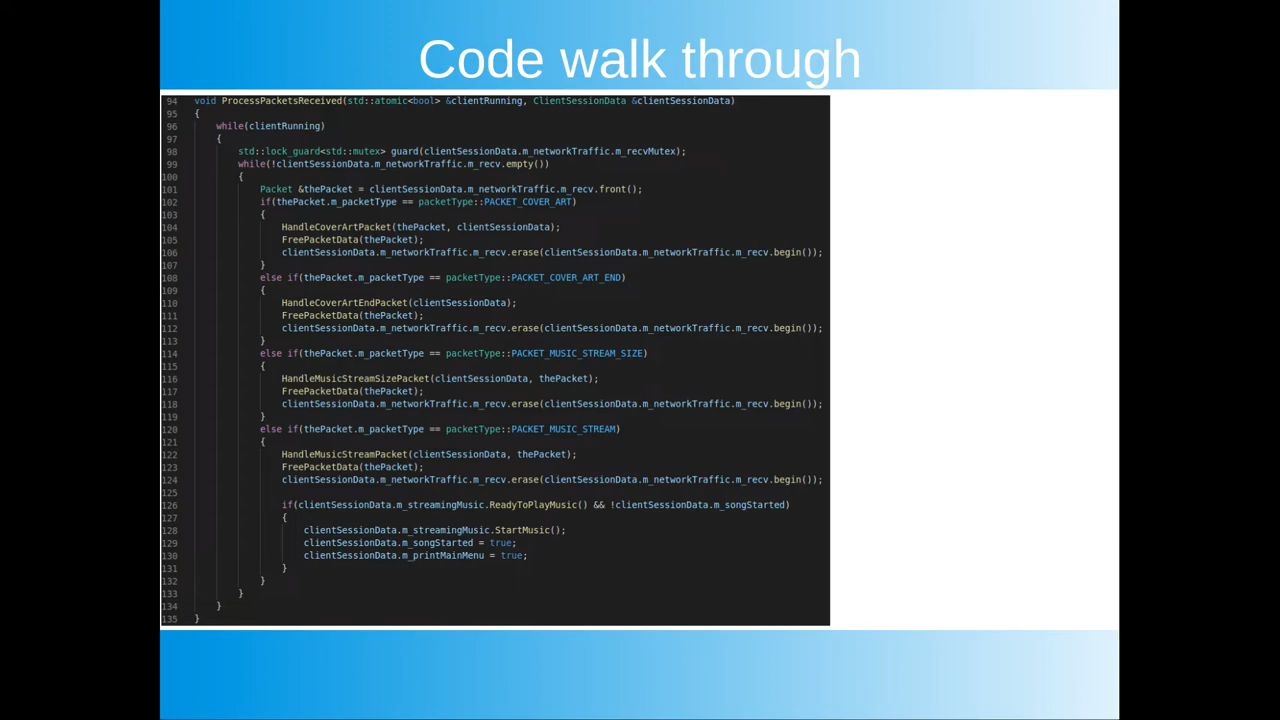 Code walk through
94 void ProcessPacketsReceived(std::atomic<bool> &clientRunning, ClientSessionData &clientSessionData)
95 {
96 while(clientRunning)
97 {
98 std::lock_guard<std::mutex> guard(clientSessionData.m_networkTraffic.m_recvMutex);
99 while(!clientSessionData.m_networkTraffic.m_recv.empty())
100 {
101 Packet &thePacket = clientSessionData.m_networkTraffic.m_recv.front();
102 if(thePacket.m_packetType == packetType::PACKET_COVER_ART)
103 {
104 HandleCoverArtPacket(thePacket, clientSessionData);
105 FreePacketData(thePacket);
106 clientSessionData.m_networkTraffic.m_recv.erase(clientSessionData.m_networkTraffic.m_recv.begin());
107 }
108 else if(thePacket.m_packetType == packetType::PACKET_COVER_ART_END)
109 {
110 HandleCoverArtEndPacket(clientSessionData);
111 FreePacketData(thePacket);
112 clientSessionData.m_networkTraffic.m_recv.erase(clientSessionData.m_networkTraffic.m_recv.begin());
113 }
114 else if(thePacket.m_packetType == packetType::PACKET_MUSIC_STREAM_SIZE)
115 {
116 HandleMusicStreamSizePacket(clientSessionData, thePacket);
117 FreePacketData(thePacket);
118 clientSessionData.m_networkTraffic.m_recv.erase(clientSessionData.m_networkTraffic.m_recv.begin());
119 }
120 else if(thePacket.m_packetType == packetType::PACKET_MUSIC_STREAM)
121 {
122 HandleMusicStreamPacket(clientSessionData, thePacket);
123 FreePacketData(thePacket);
124 clientSessionData.m_networkTraffic.m_recv.erase(clientSessionData.m_networkTraffic.m_recv.begin());
125
126 if(clientSessionData.m_streamingMusic.ReadyToPlayMusic() && !clientSessionData.m_songStarted)
127 {
128 clientSessionData.m_streamingMusic.StartMusic();
129 clientSessionData.m_songStarted = true;
130 clientSessionData.m_printMainMenu = true;
131 }
132 }
133 }
134 }
135 }